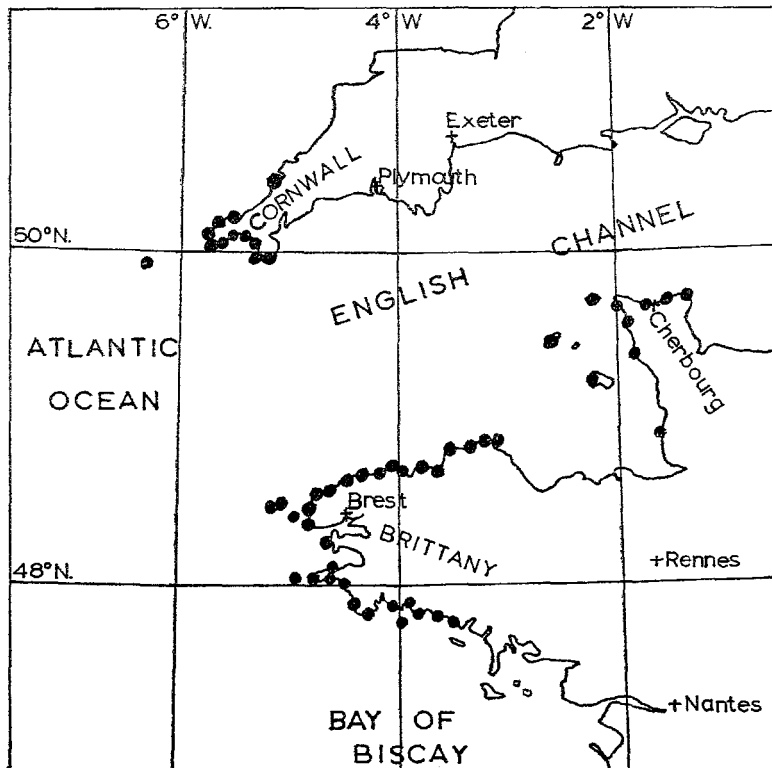 6° W.
4° W.
2° W.
Exeter
Plymouth
CORNWALL
50° N.
ENGLISH CHANNEL
ATLANTIC
OCEAN
Cherbourg
Brest
BRITTANY
+Rennes
48° N.
+Nantes
BAY OF
BISCAY